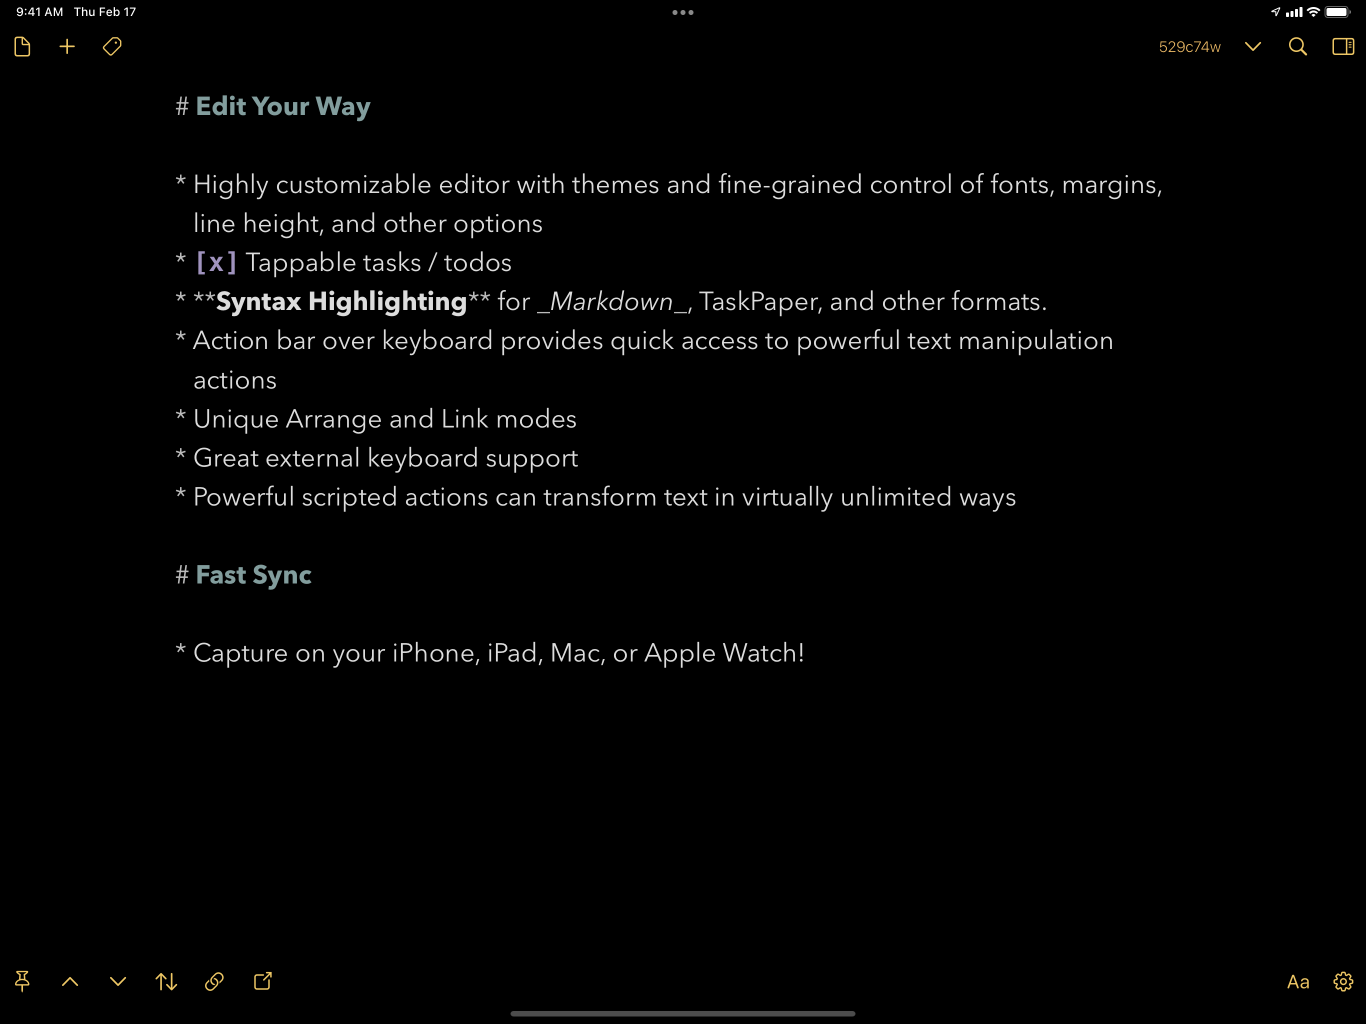 9:41 AM Thu Feb 17
529c74w
# Edit Your Way
* Highly customizable editor with themes and fine-grained control of fonts, margins,
line height, and other options
* [x] Tappable tasks / todos
* **Syntax Highlighting** for _Markdown_, TaskPaper, and other formats.
* Action bar over keyboard provides quick access to powerful text manipulation
actions
* Unique Arrange and Link modes
* Great external keyboard support
* Powerful scripted actions can transform text in virtually unlimited ways
# Fast Sync
* Capture on your iPhone, iPad, Mac, or Apple Watch!
Aa